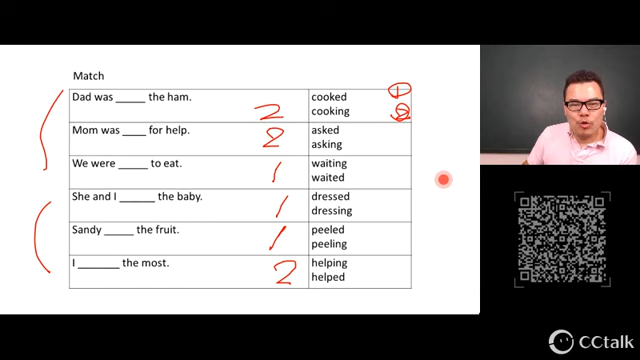 Match
Dad was _____ the ham. 2 cooked 1
cooking 2
Mom was ____ for help. 2 asked
asking
We were _____ to eat. 1 waiting
waited
She and I ______ the baby. 1 dressed
dressing
Sandy _____ the fruit. 1 peeled
peeling
I _______ the most. 2 helping
helped
CCtalk